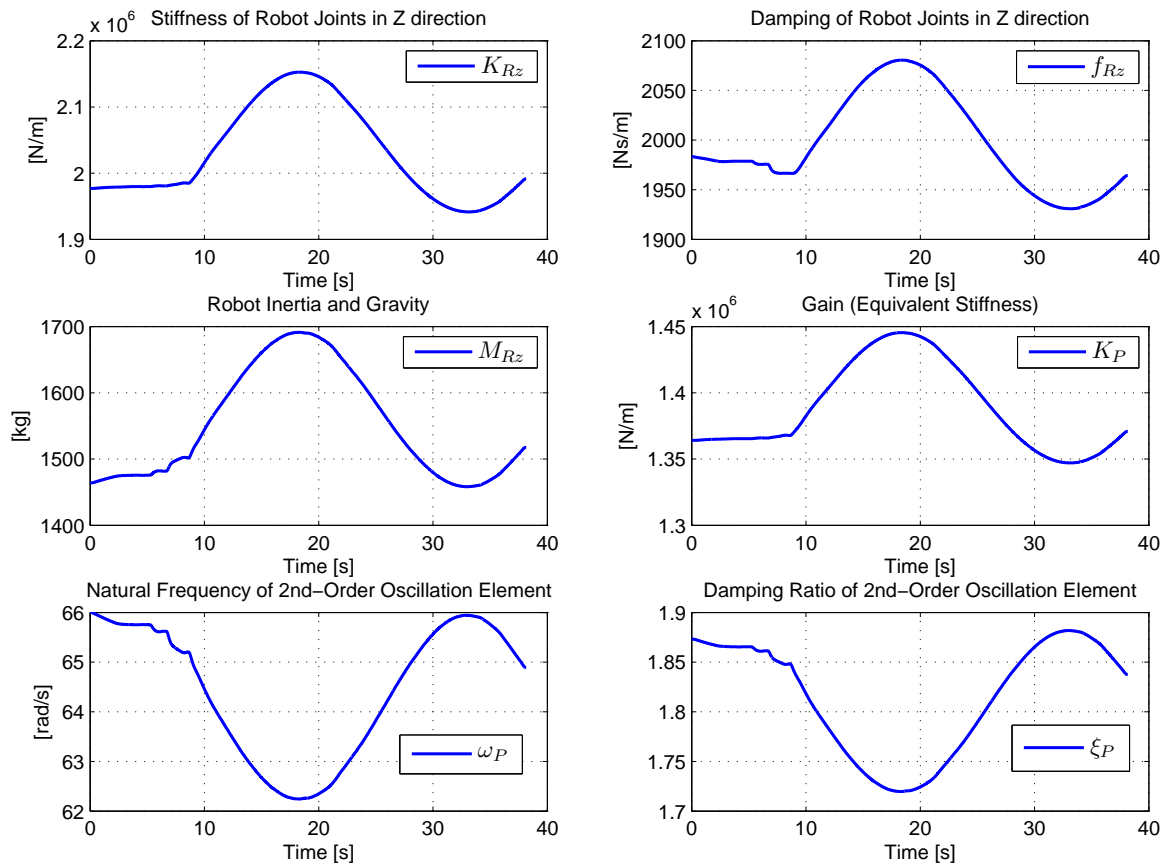 x 10^6
Stiffness of Robot Joints in Z direction
2.2
2.1
2
1.9
[N/m]
K_{Rz}
0 10 20 30 40
Time [s]
Damping of Robot Joints in Z direction
2100
2050
2000
1950
1900
[Ns/m]
f_{Rz}
0 10 20 30 40
Time [s]
Robot Inertia and Gravity
1700
1600
1500
1400
[kg]
M_{Rz}
0 10 20 30 40
Time [s]
x 10^6
Gain (Equivalent Stiffness)
1.45
1.4
1.35
1.3
[N/m]
K_P
0 10 20 30 40
Time [s]
Natural Frequency of 2nd−Order Oscillation Element
66
65
64
63
62
[rad/s]
ω_P
0 10 20 30 40
Time [s]
Damping Ratio of 2nd−Order Oscillation Element
1.9
1.85
1.8
1.75
1.7
ξ_P
0 10 20 30 40
Time [s]